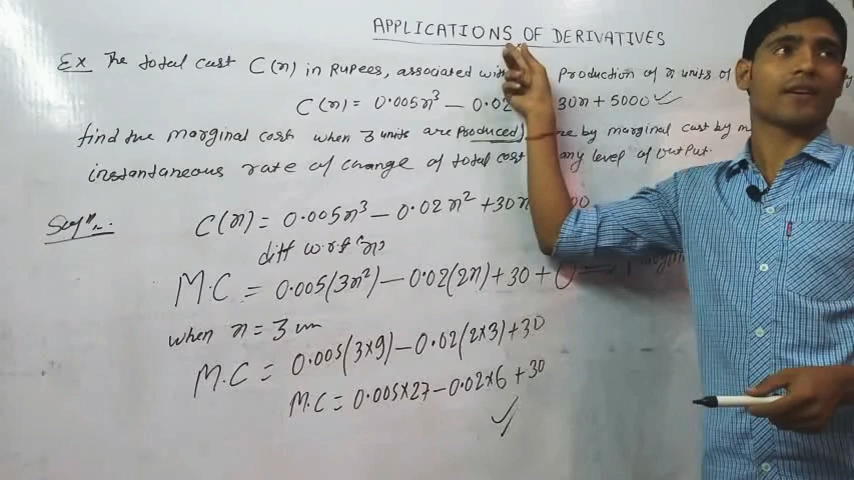 APPLICATIONS OF DERIVATIVES
Ex The total cost C(x) in Rupees, associated with Production of x units of by
C(x) = 0.005x³ - 0.02 30x + 5000
find the marginal cost when 3 units are Produced, by marginal cost by
instantaneous rate of change of total cost any level of output.
Solⁿ. C(x) = 0.005x³ - 0.02x² + 30x 00
diff w.r.t 'x'
M.C = 0.005(3x²) - 0.02(2x) + 30 + 0
when x = 3
M.C = 0.005(3×9) - 0.02(2×3) + 30
M.C = 0.005×27 - 0.02×6 + 30